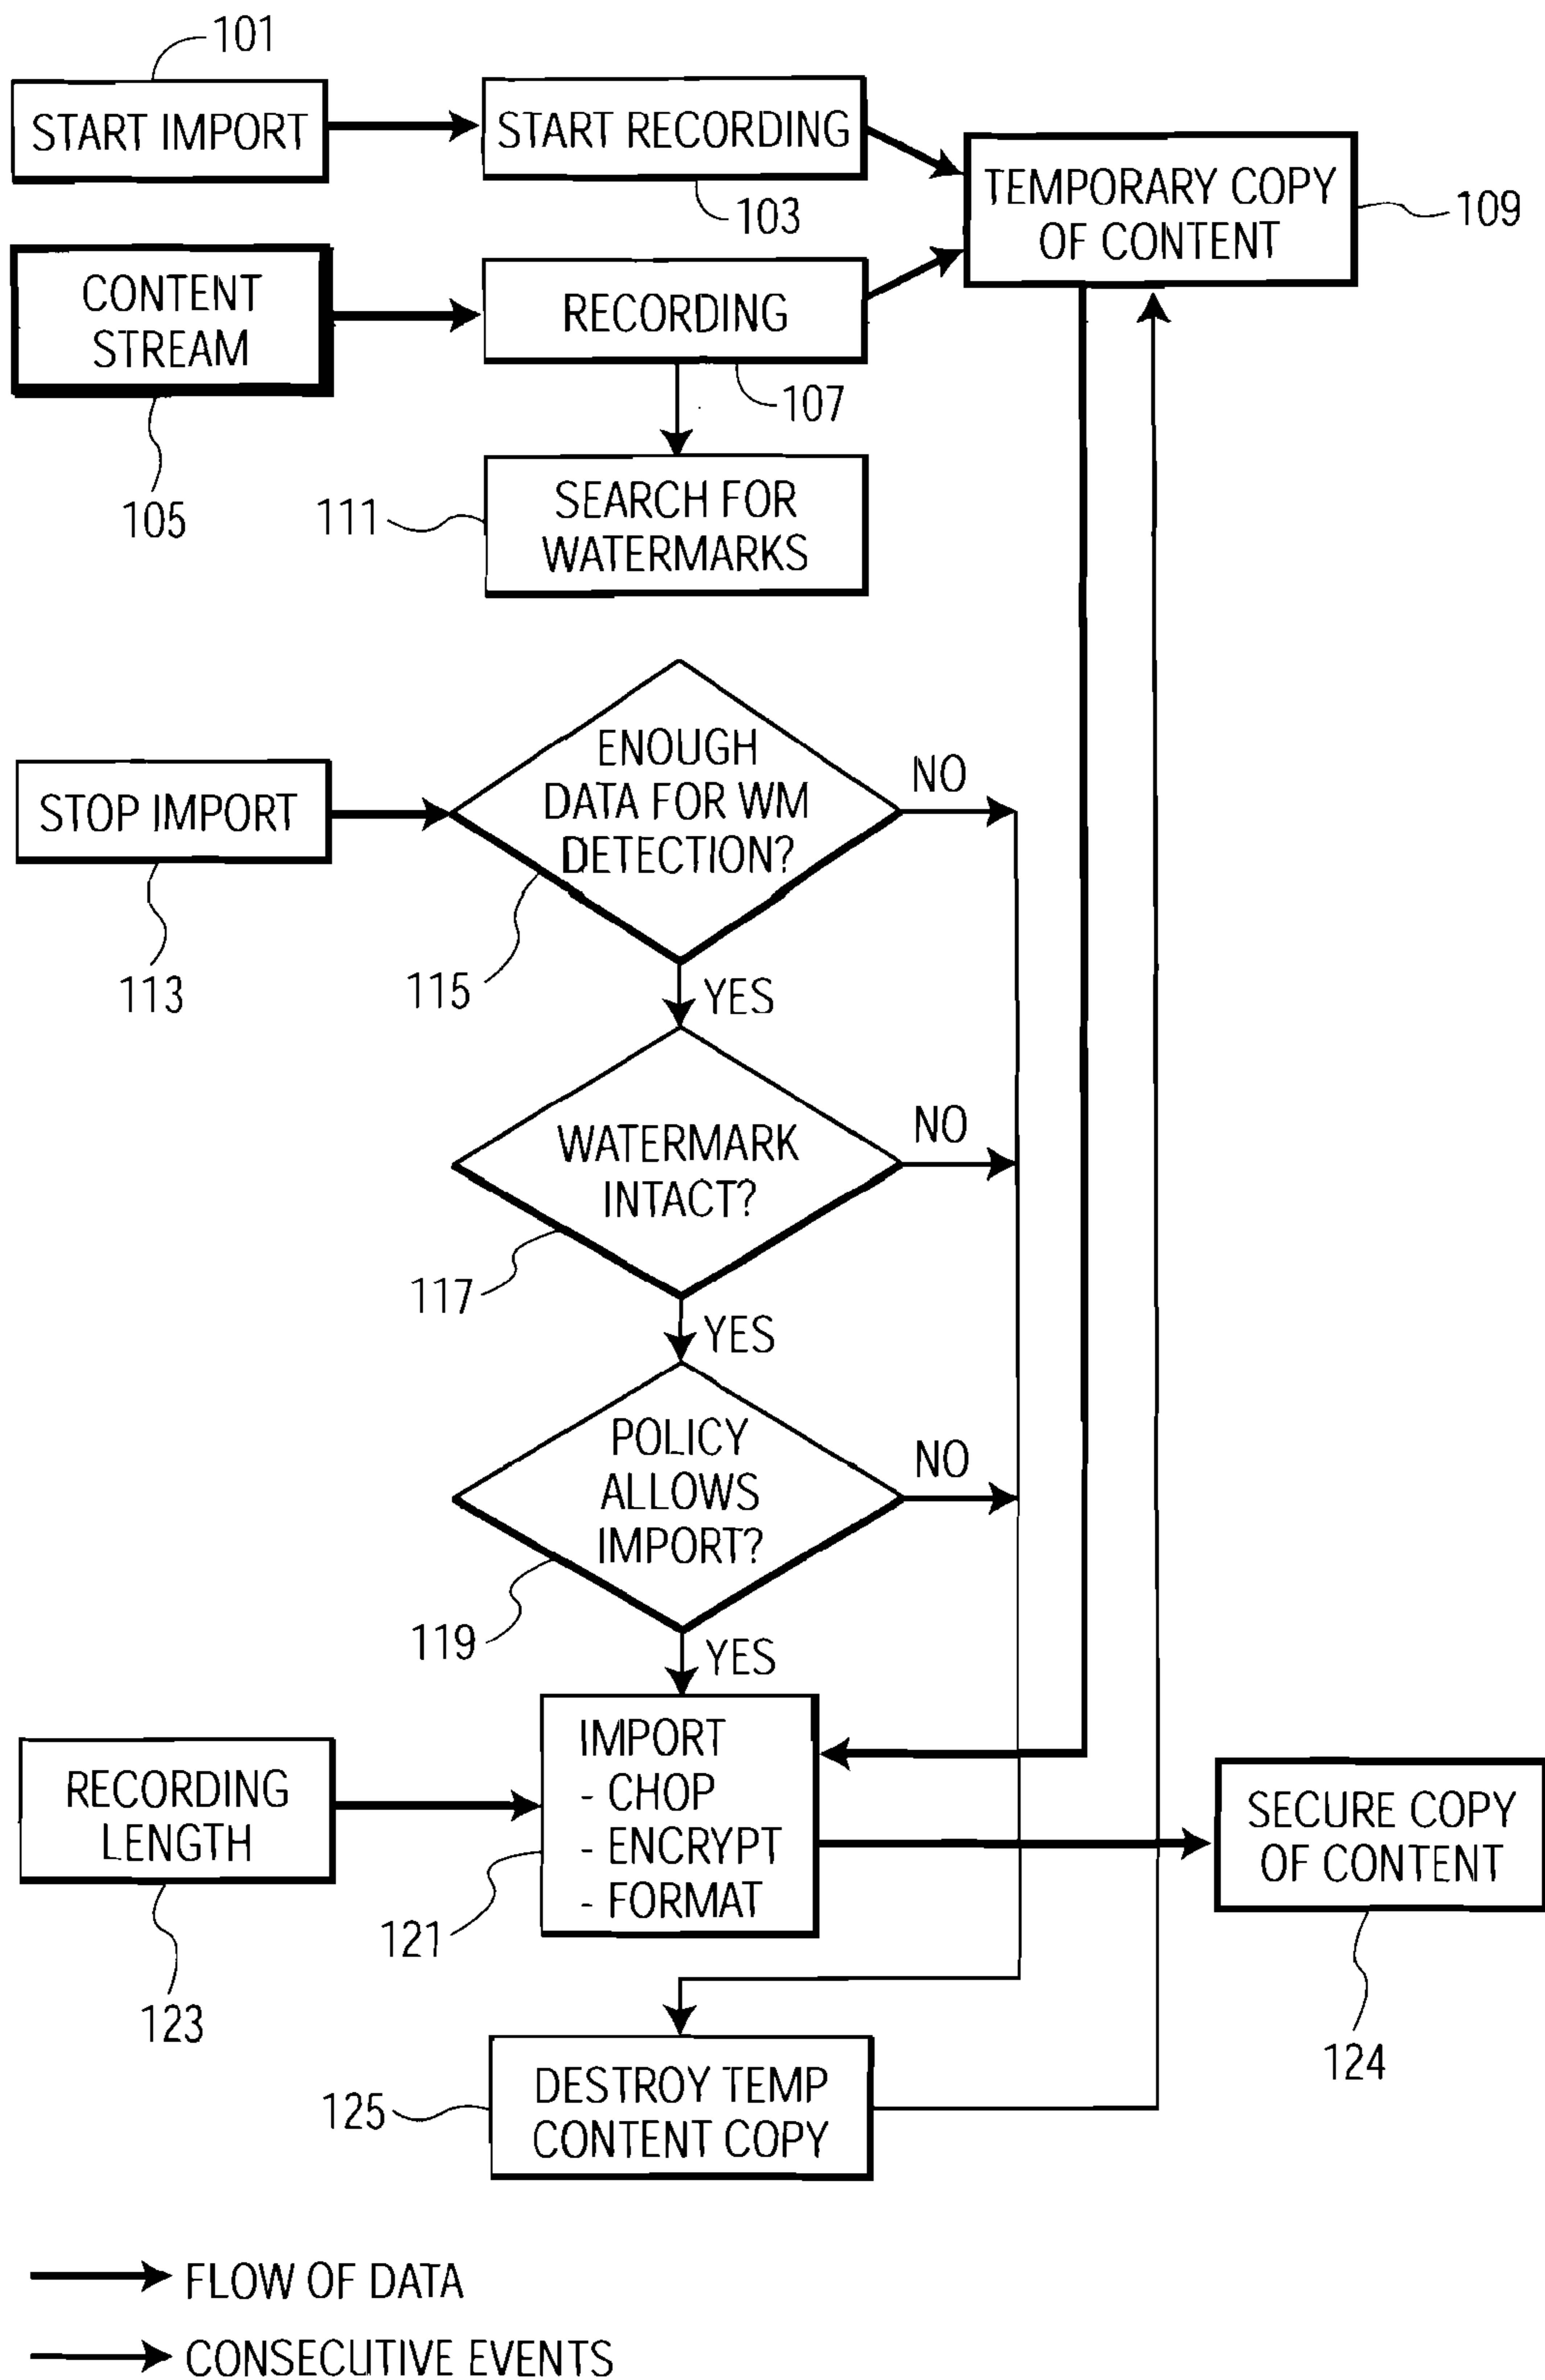 101
START IMPORT
START RECORDING
103
TEMPORARY COPY
OF CONTENT
109
CONTENT
STREAM
105
RECORDING
107
111
SEARCH FOR
WATERMARKS
STOP IMPORT
113
ENOUGH
DATA FOR WM
DETECTION?
115
NO
YES
WATERMARK
INTACT?
117
NO
YES
POLICY
ALLOWS
IMPORT?
119
NO
YES
RECORDING
LENGTH
123
IMPORT
- CHOP
- ENCRYPT
- FORMAT
121
SECURE COPY
OF CONTENT
124
125
DESTROY TEMP
CONTENT COPY
FLOW OF DATA
CONSECUTIVE EVENTS